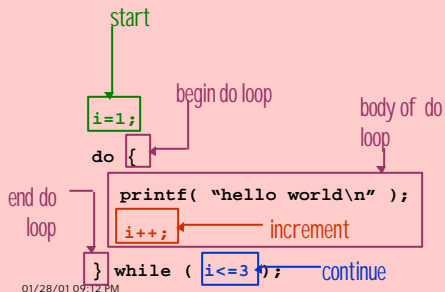 start
begin do loop
body of do
loop
i=1;
do {
printf( “hello world\n” );
end do
loop
i++;
increment
} while ( i<=3 );
continue
01/28/01 09:12 PM